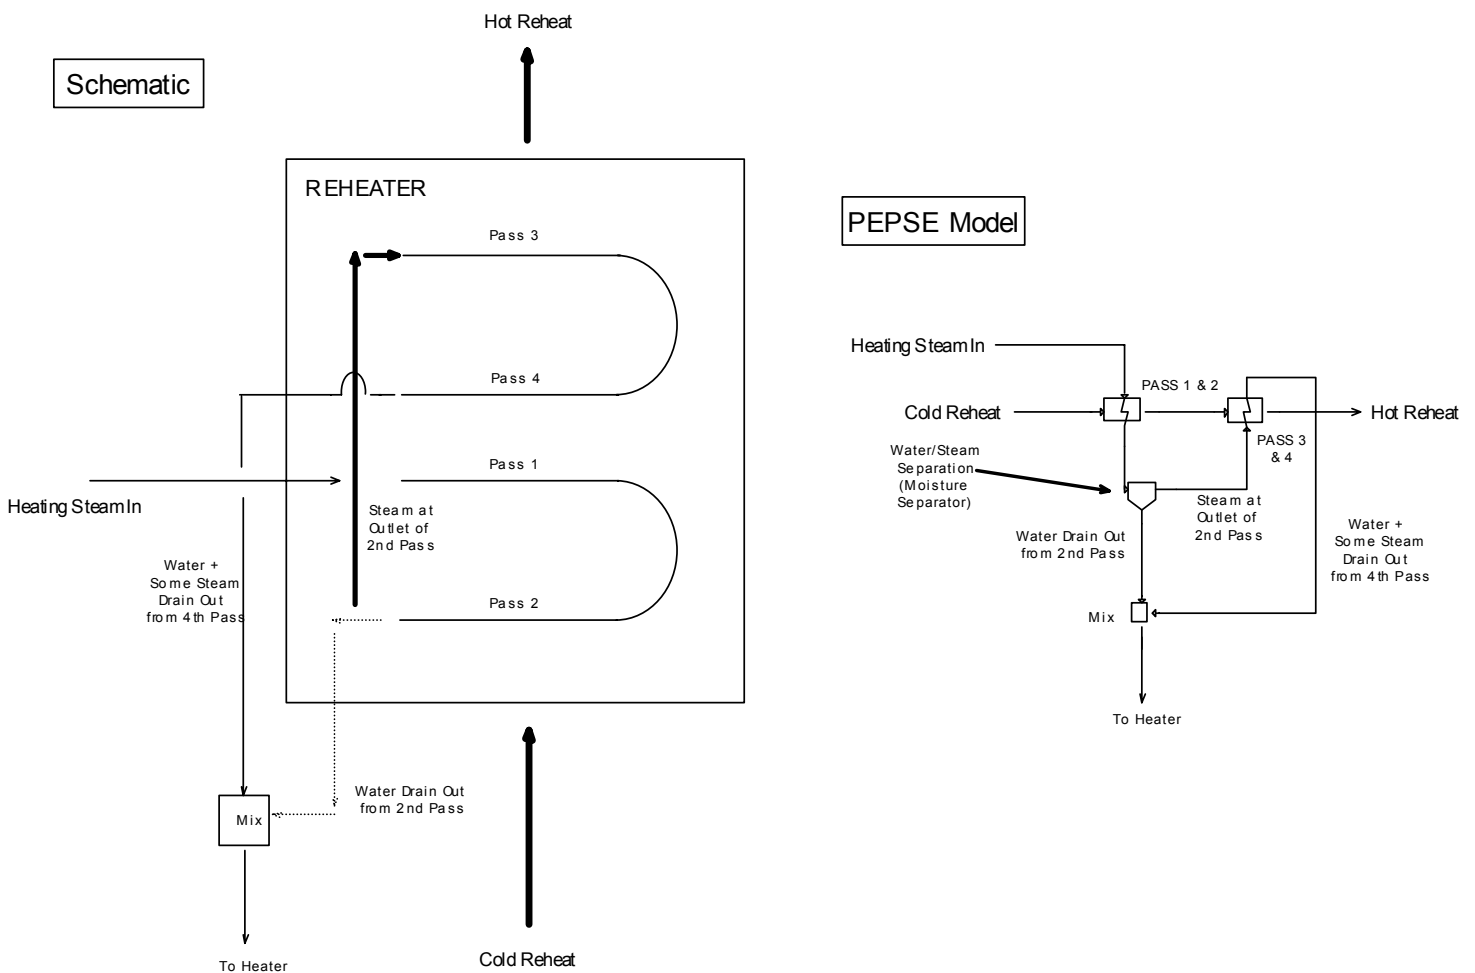 Hot Reheat
Schematic
REHEATER
Pass 3
Pass 4
Pass 1
Heating Steam In
Steam at
Outlet of
2nd Pass
Water +
Some Steam
Drain Out
from 4th Pass
Pass 2
Water Drain Out
from 2nd Pass
Mix
To Heater
Cold Reheat
PEPSE Model
Heating Steam In
PASS 1 & 2
Cold Reheat
Hot Reheat
PASS 3
& 4
Water/Steam
Separation
(Moisture
Separator)
Steam at
Outlet of
2nd Pass
Water Drain Out
from 2nd Pass
Water +
Some Steam
Drain Out
from 4th Pass
Mix
To Heater